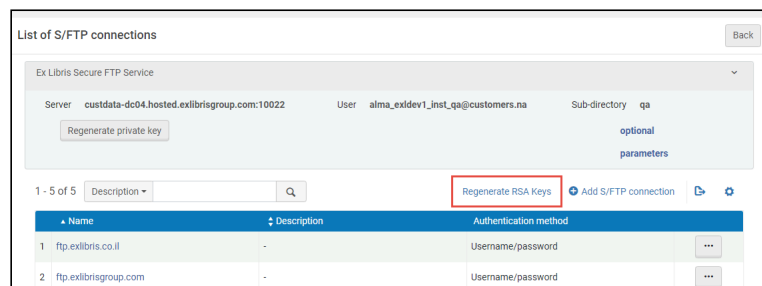 List of S/FTP connections Back
Ex Libris Secure FTP Service
Server custdata-dc04.hosted.exlibrisgroup.com:10022 User alma_exldev1_inst_qa@customers.na Sub-directory qa
Regenerate private key optional
parameters
1 - 5 of 5 Description Regenerate RSA Keys Add S/FTP connection
Name Description Authentication method
1 ftp.exlibris.co.il - Username/password
2 ftp.exlibrisgroup.com - Username/password